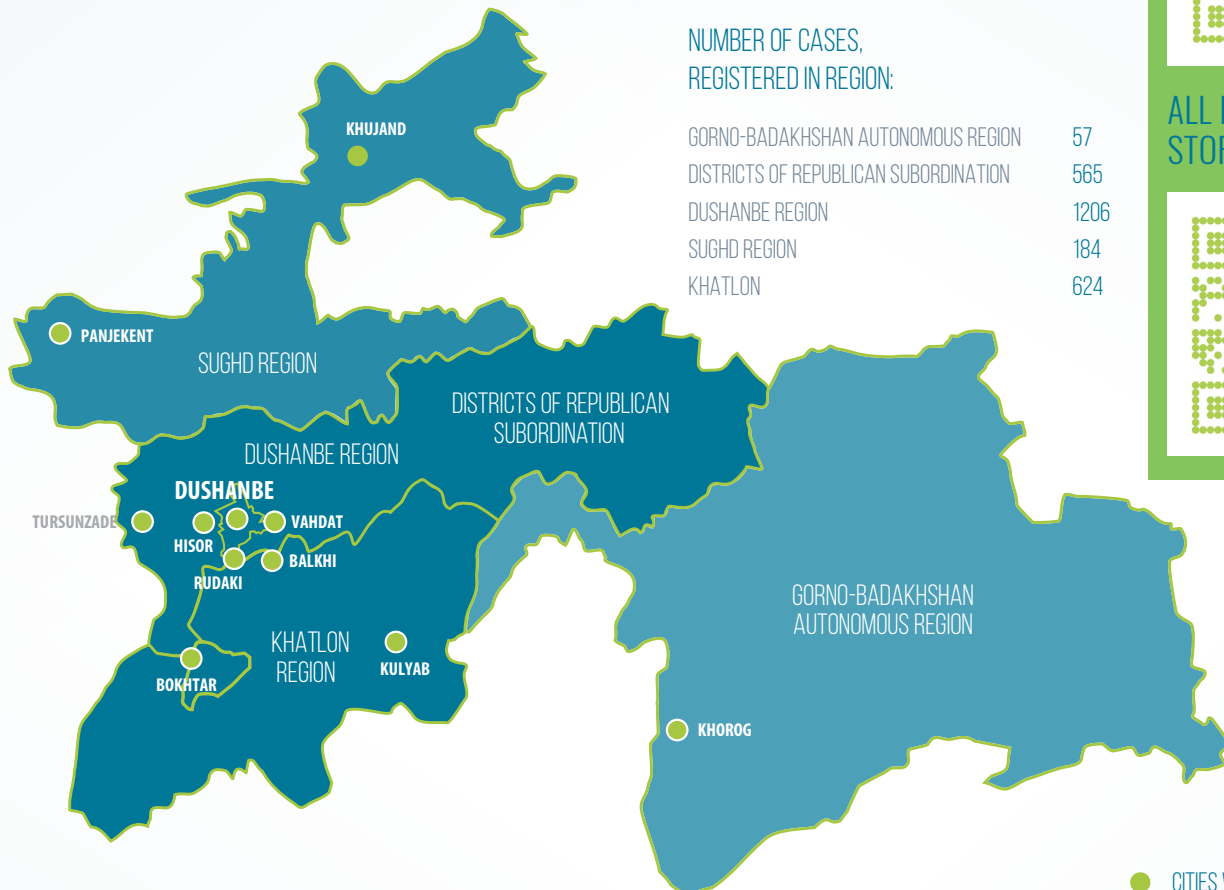 NUMBER OF CASES,
REGISTERED IN REGION:
GORNO-BADAKHSHAN AUTONOMOUS REGION 57
DISTRICTS OF REPUBLICAN SUBORDINATION 565
DUSHANBE REGION 1206
SUGHD REGION 184
KHATLON 624
ALL
KHUJAND
PANJEKENT
SUGHD REGION
DISTRICTS OF REPUBLICAN
SUBORDINATION
DUSHANBE REGION
DUSHANBE
TURSUNZADE
HISOR
VAHDAT
RUDAKI
BALKHI
KHATLON
REGION
KULYAB
BOKHTAR
GORNO-BADAKHSHAN
AUTONOMOUS REGION
KHOROG
CITIES